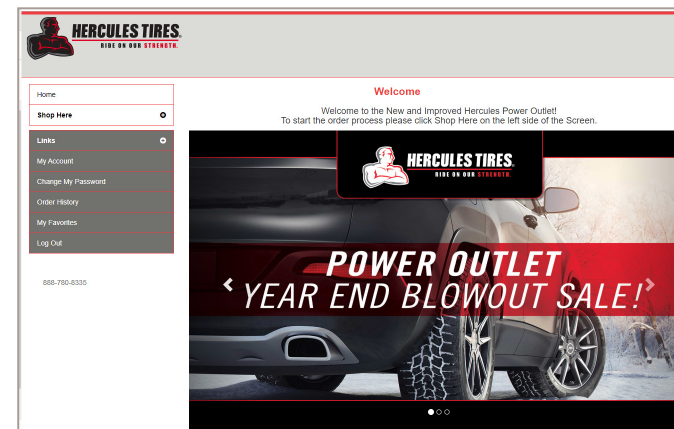 HERCULES TIRES.
RIDE ON OUR STRENGTH.
Home
Shop Here
Links
My Account
Change My Password
Order History
My Favorites
Log Out
888-780-8335
Welcome
Welcome to the New and Improved Hercules Power Outlet!
To start the order process please click Shop Here on the left side of the Screen.
HERCULES TIRES.
RIDE ON OUR STRENGTH.
POWER OUTLET
YEAR END BLOWOUT SALE!